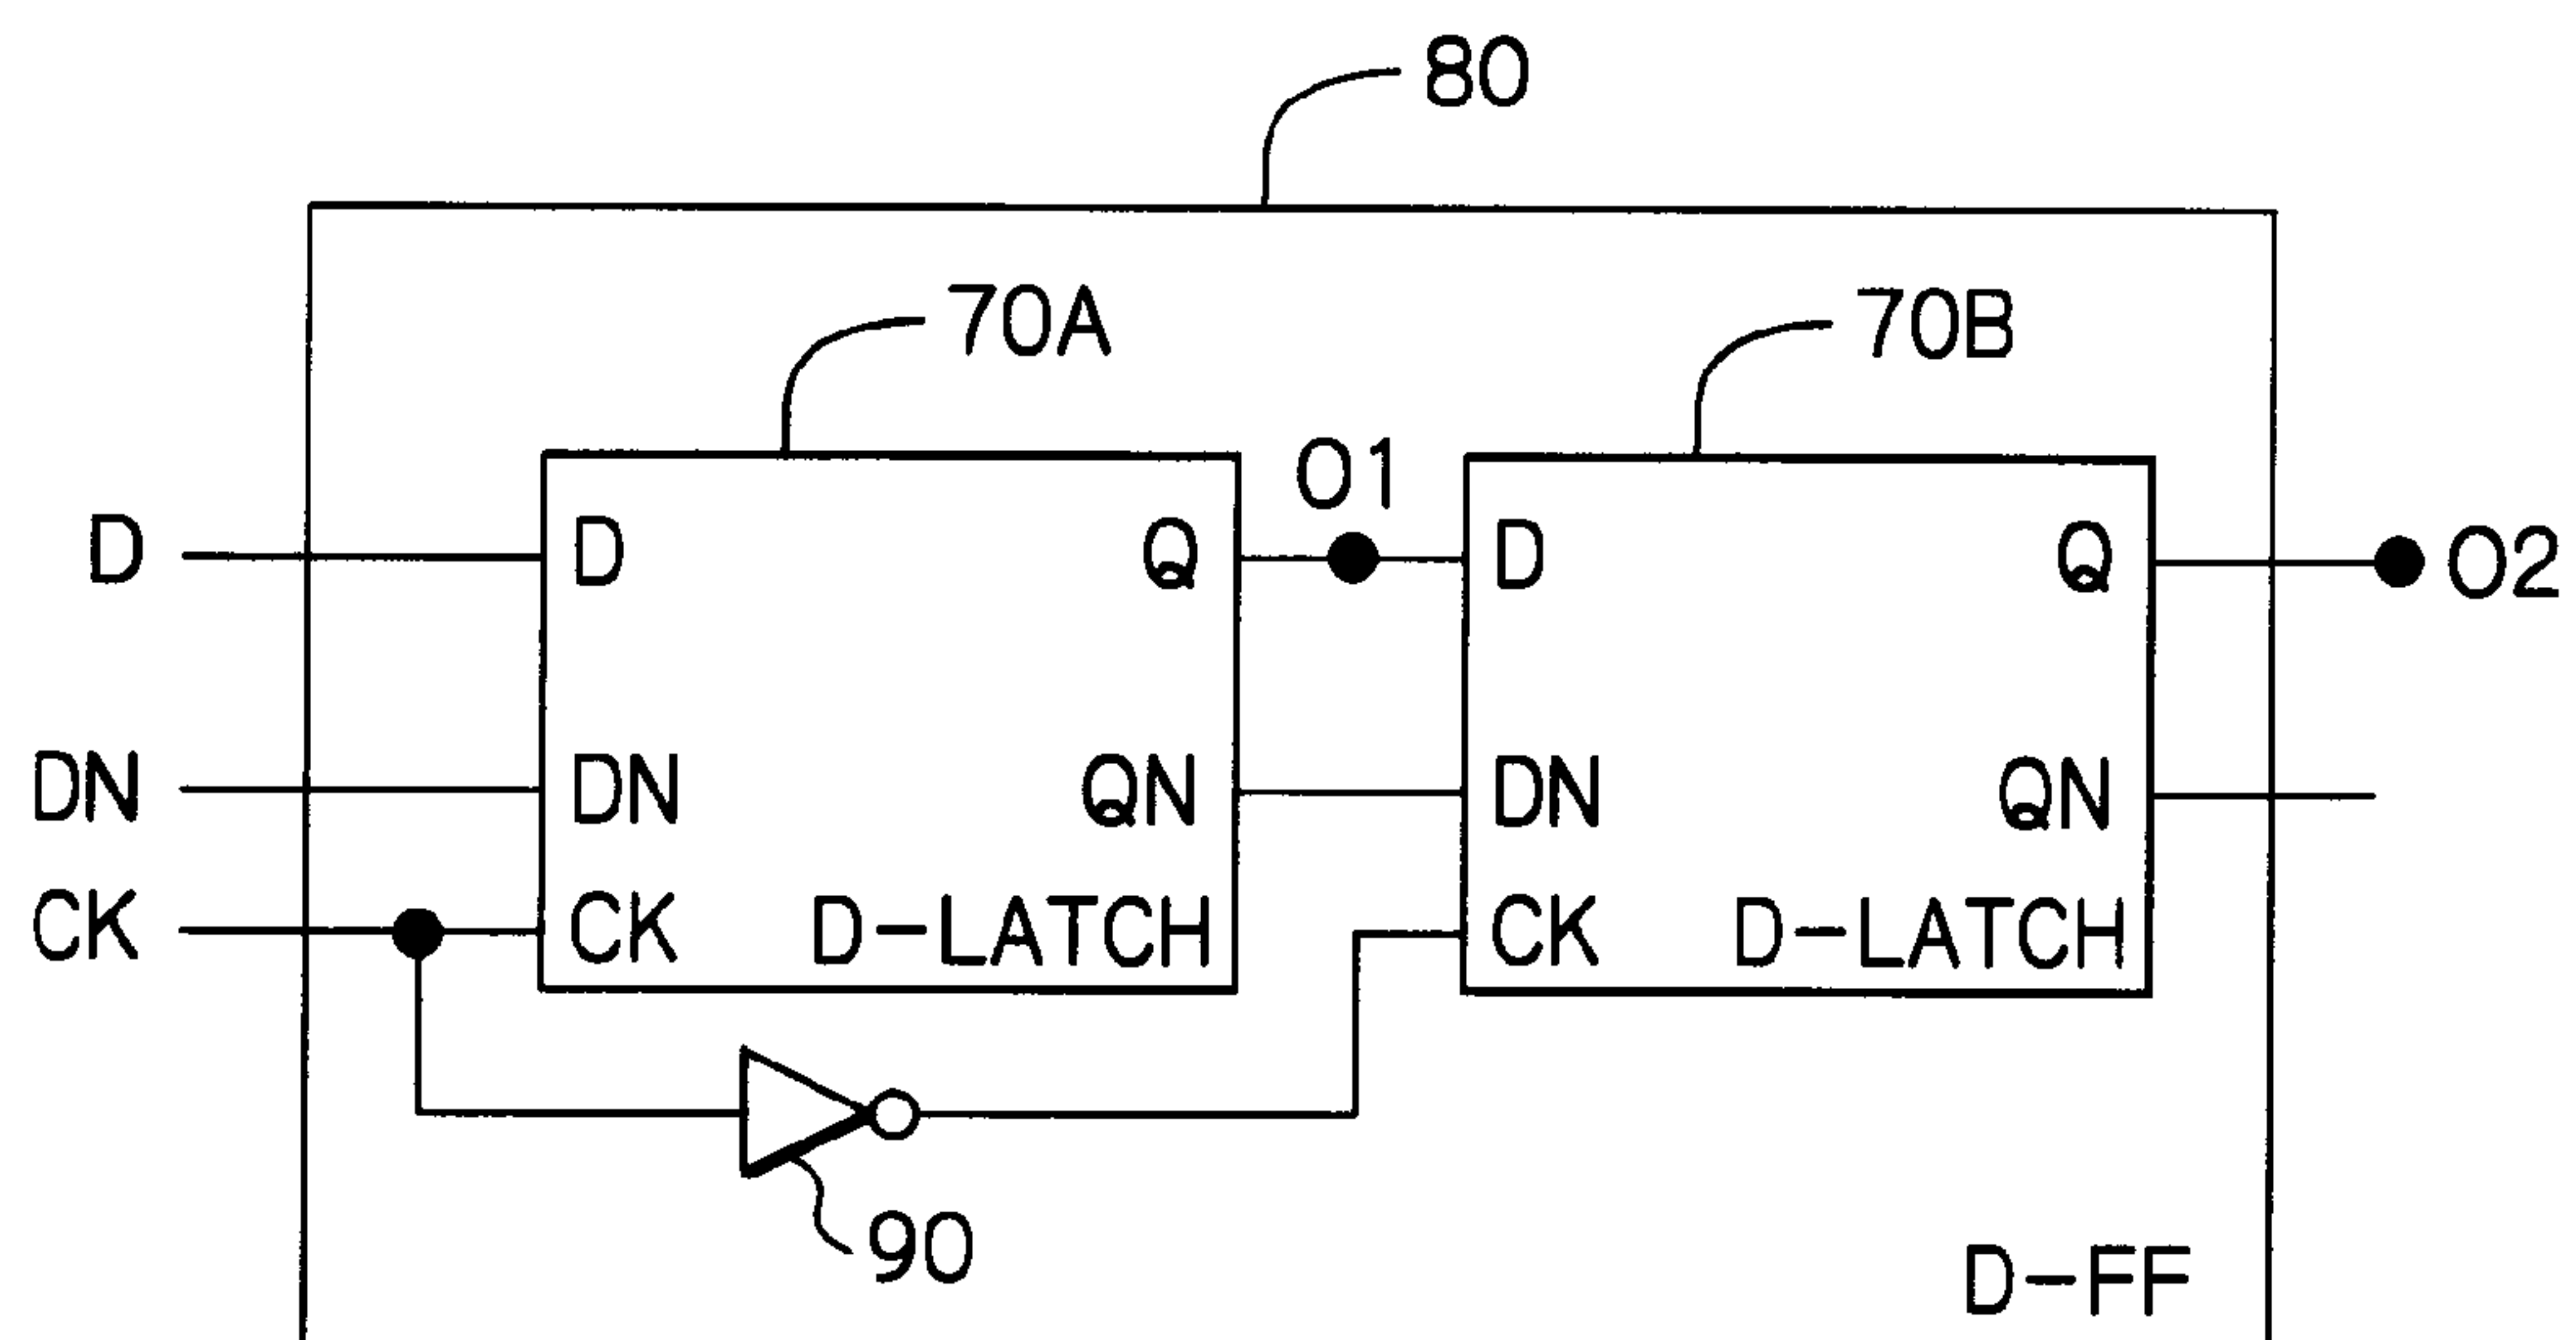 80
70A
70B
O1
D
D
Q
D
Q
O2
DN
DN
QN
DN
QN
CK
CK
D-LATCH
CK
D-LATCH
90
D-FF